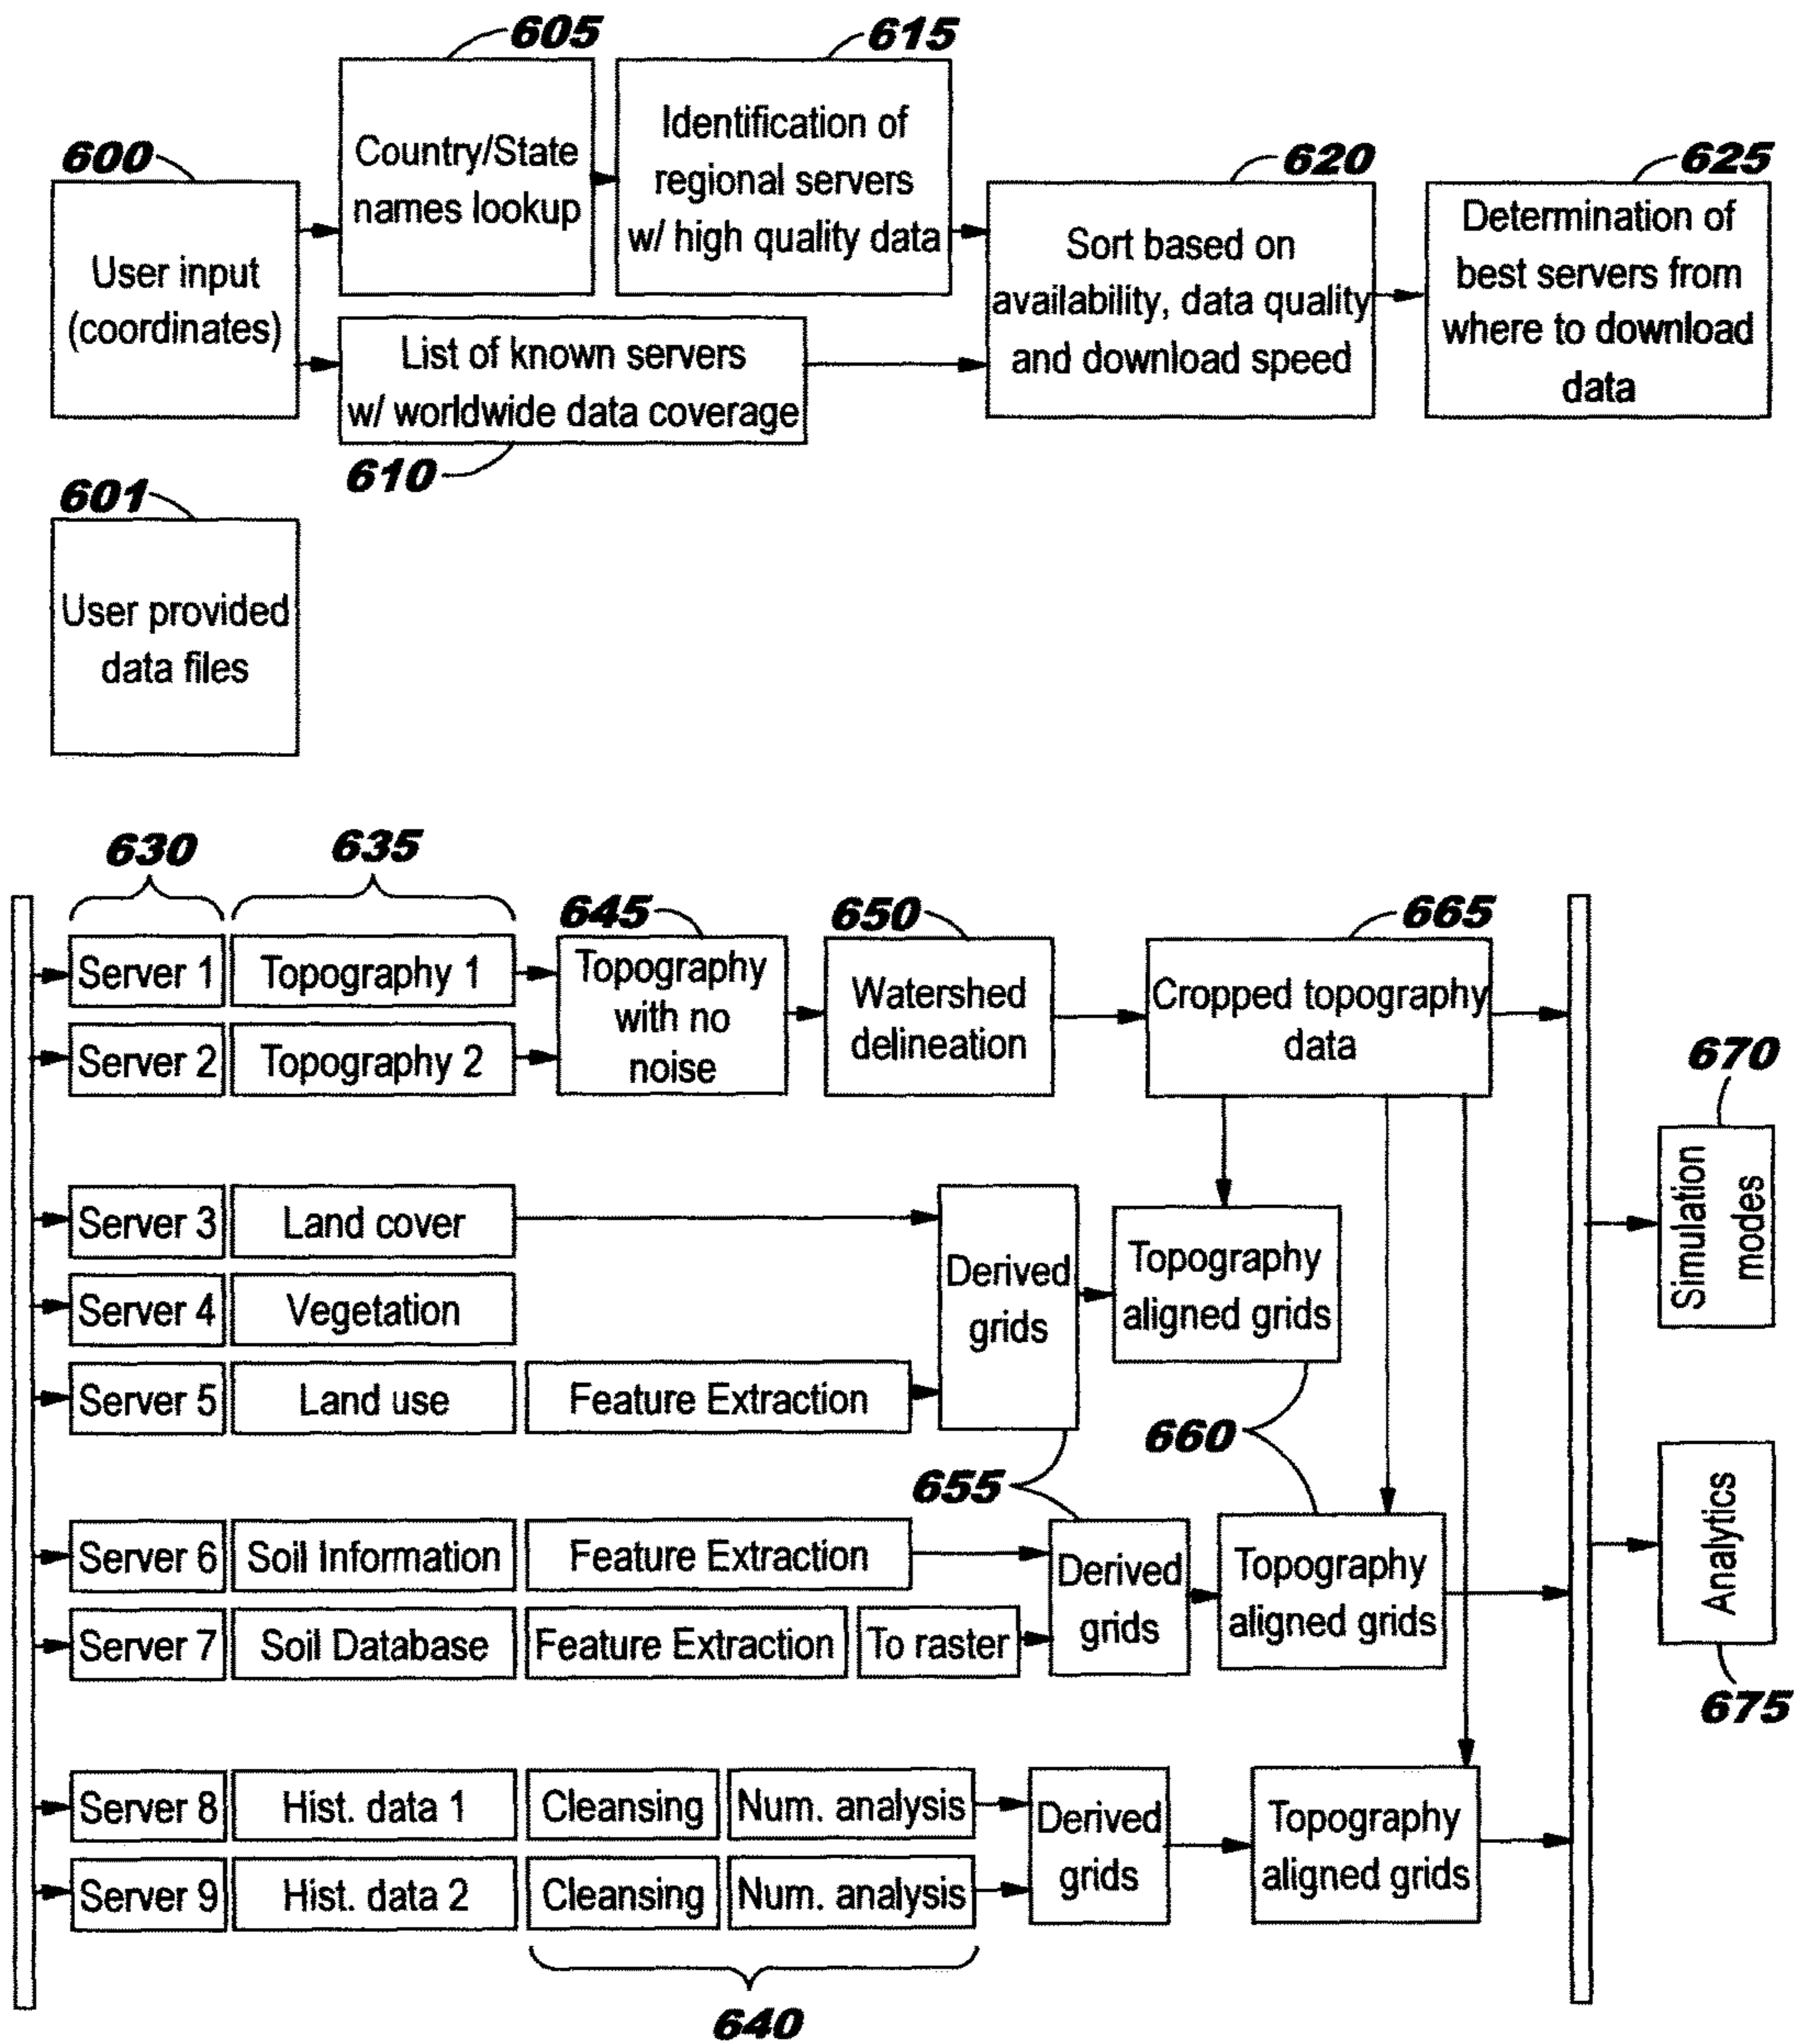 605
615
600
Country/State
names lookup
Identification of
regional servers
w/ high quality data
620
625
User input
(coordinates)
List of known servers
w/ worldwide data coverage
610
Sort based on
availability, data quality
and download speed
Determination of
best servers from
where to download
data
601
User provided
data files
630
635
645
650
665
Server 1
Topography 1
Server 2
Topography 2
Topography
with no
noise
Watershed
delineation
Cropped topography
data
670
Simulation
modes
Server 3
Land cover
Server 4
Vegetation
Server 5
Land use
Feature Extraction
Derived
grids
Topography
aligned grids
660
655
Server 6
Soil Information
Feature Extraction
Server 7
Soil Database
Feature Extraction
To raster
Derived
grids
Topography
aligned grids
Analytics
675
Server 8
Hist. data 1
Cleansing
Num. analysis
Server 9
Hist. data 2
Cleansing
Num. analysis
Derived
grids
Topography
aligned grids
640